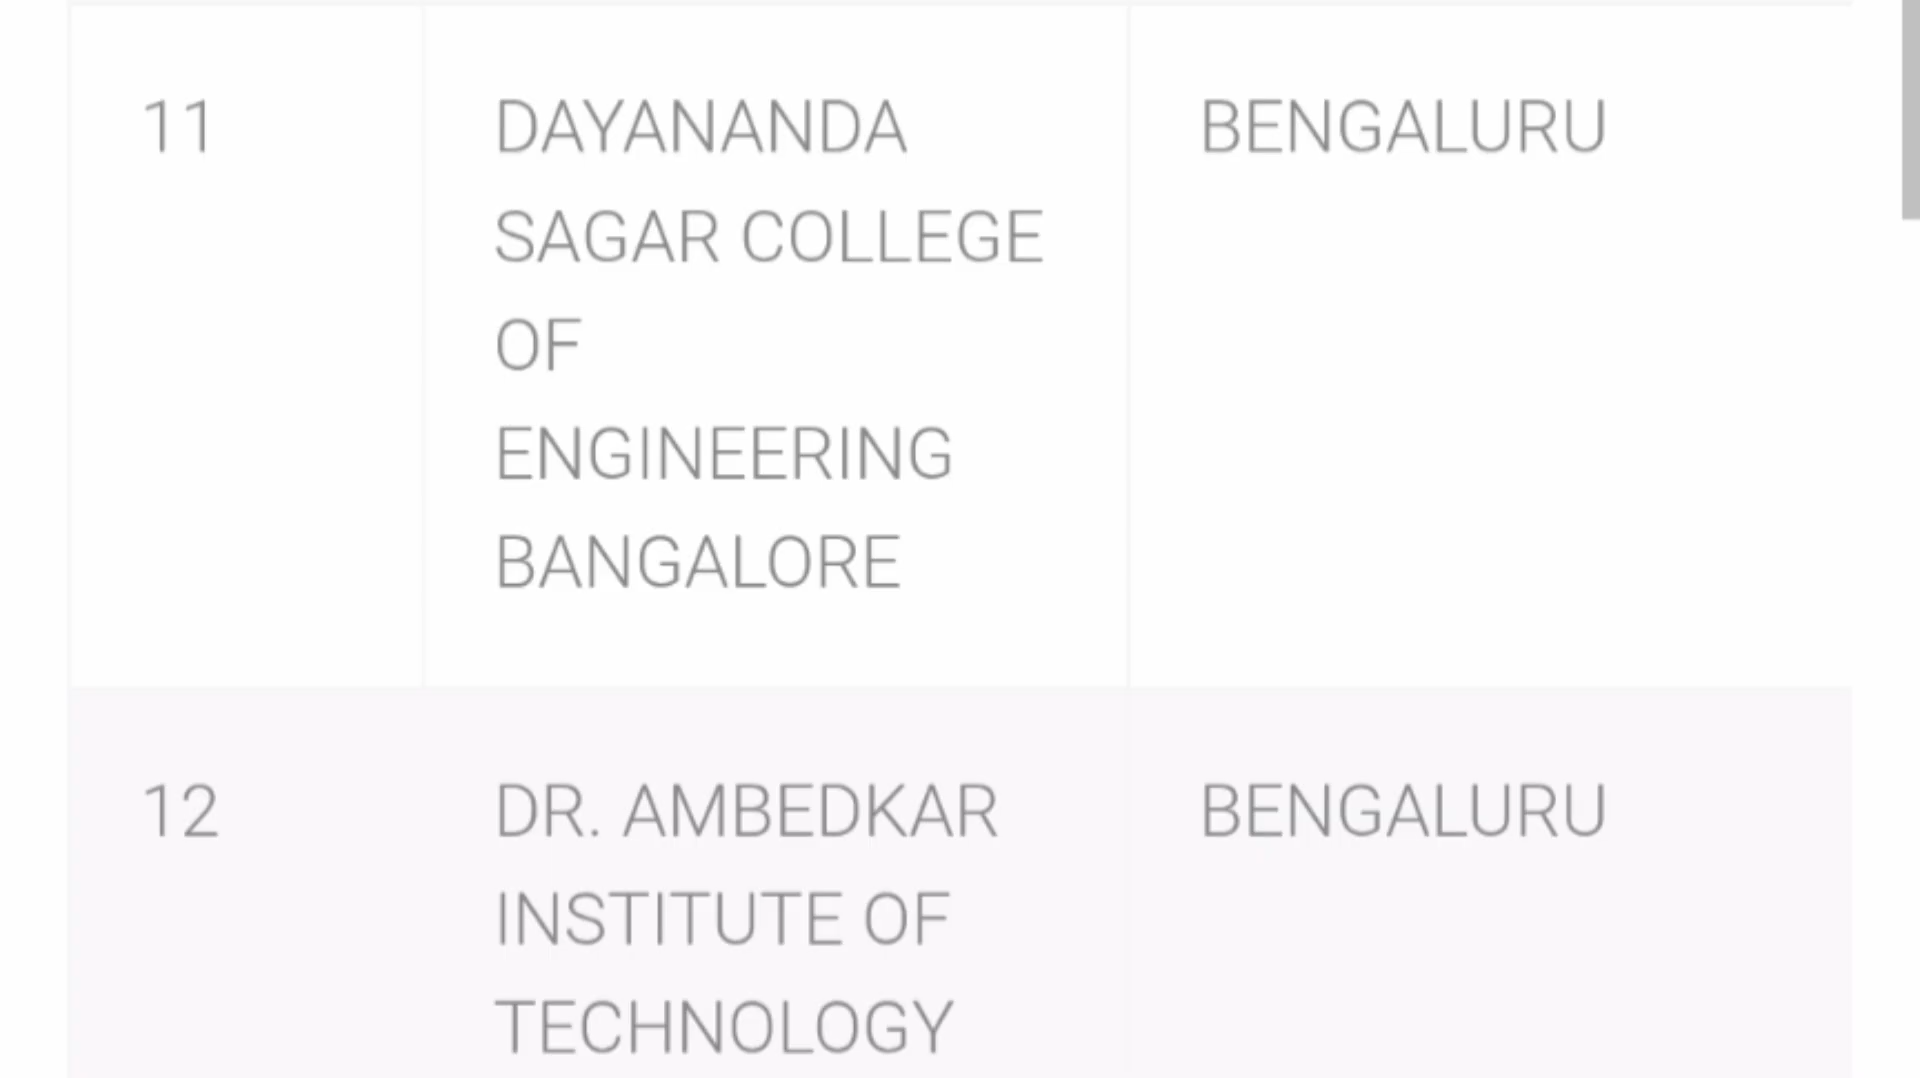 11
DAYANANDA
SAGAR COLLEGE
OF
ENGINEERING
BANGALORE
BENGALURU
12
DR. AMBEDKAR
INSTITUTE OF
TECHNOLOGY
BENGALURU